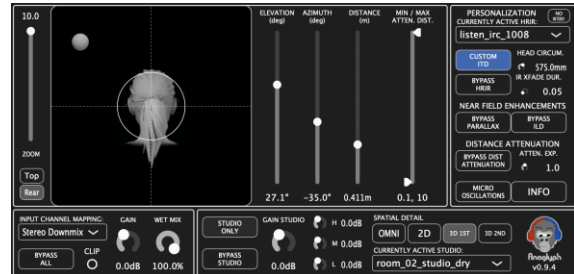 10.0
ZOOM
Top
Rear
ELEVATION (deg)
AZIMUTH (deg)
DISTANCE (m)
MIN / MAX ATTEN. DIST.
27.1°
-35.0°
0.411m
0.1, 10
PERSONALIZATION
CURRENTLY ACTIVE HRIR:
listen_irc_1008
CUSTOM ITD
HEAD CIRCUM.
575.0mm
BYPASS HRIR
IR XFADE DUR.
0.05
NEAR FIELD ENHANCEMENTS
BYPASS PARALLAX
BYPASS ILD
DISTANCE ATTENUATION
BYPASS DIST ATTENUATION
ATTEN. EXP.
1.0
MICRO OSCILLATIONS
INFO
INPUT CHANNEL MAPPING:
Stereo Downmix
BYPASS ALL
CLIP
GAIN
0.0dB
WET MIX
100.0%
STUDIO ONLY
BYPASS STUDIO
GAIN STUDIO
0.0dB
H 0.0dB
M 0.0dB
L 0.0dB
SPATIAL DETAIL
OMNI
2D
3D 1ST
3D 2ND
CURRENTLY ACTIVE STUDIO:
room_02_studio_dry
Anaglyph
v0.9.4